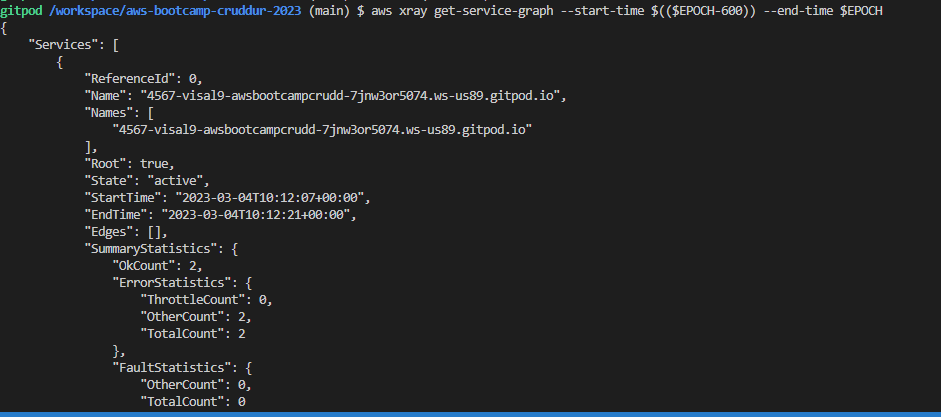 gitpod /workspace/aws-bootcamp-cruddur-2023 (main) $ aws xray get-service-graph --start-time $(($EPOCH-600)) --end-time $EPOCH
{
    "Services": [
        {
            "ReferenceId": 0,
            "Name": "4567-visal9-awsbootcampcrudd-7jnw3or5074.ws-us89.gitpod.io",
            "Names": [
                "4567-visal9-awsbootcampcrudd-7jnw3or5074.ws-us89.gitpod.io"
            ],
            "Root": true,
            "State": "active",
            "StartTime": "2023-03-04T10:12:07+00:00",
            "EndTime": "2023-03-04T10:12:21+00:00",
            "Edges": [],
            "SummaryStatistics": {
                "OkCount": 2,
                "ErrorStatistics": {
                    "ThrottleCount": 0,
                    "OtherCount": 2,
                    "TotalCount": 2
                },
                "FaultStatistics": {
                    "OtherCount": 0,
                    "TotalCount": 0